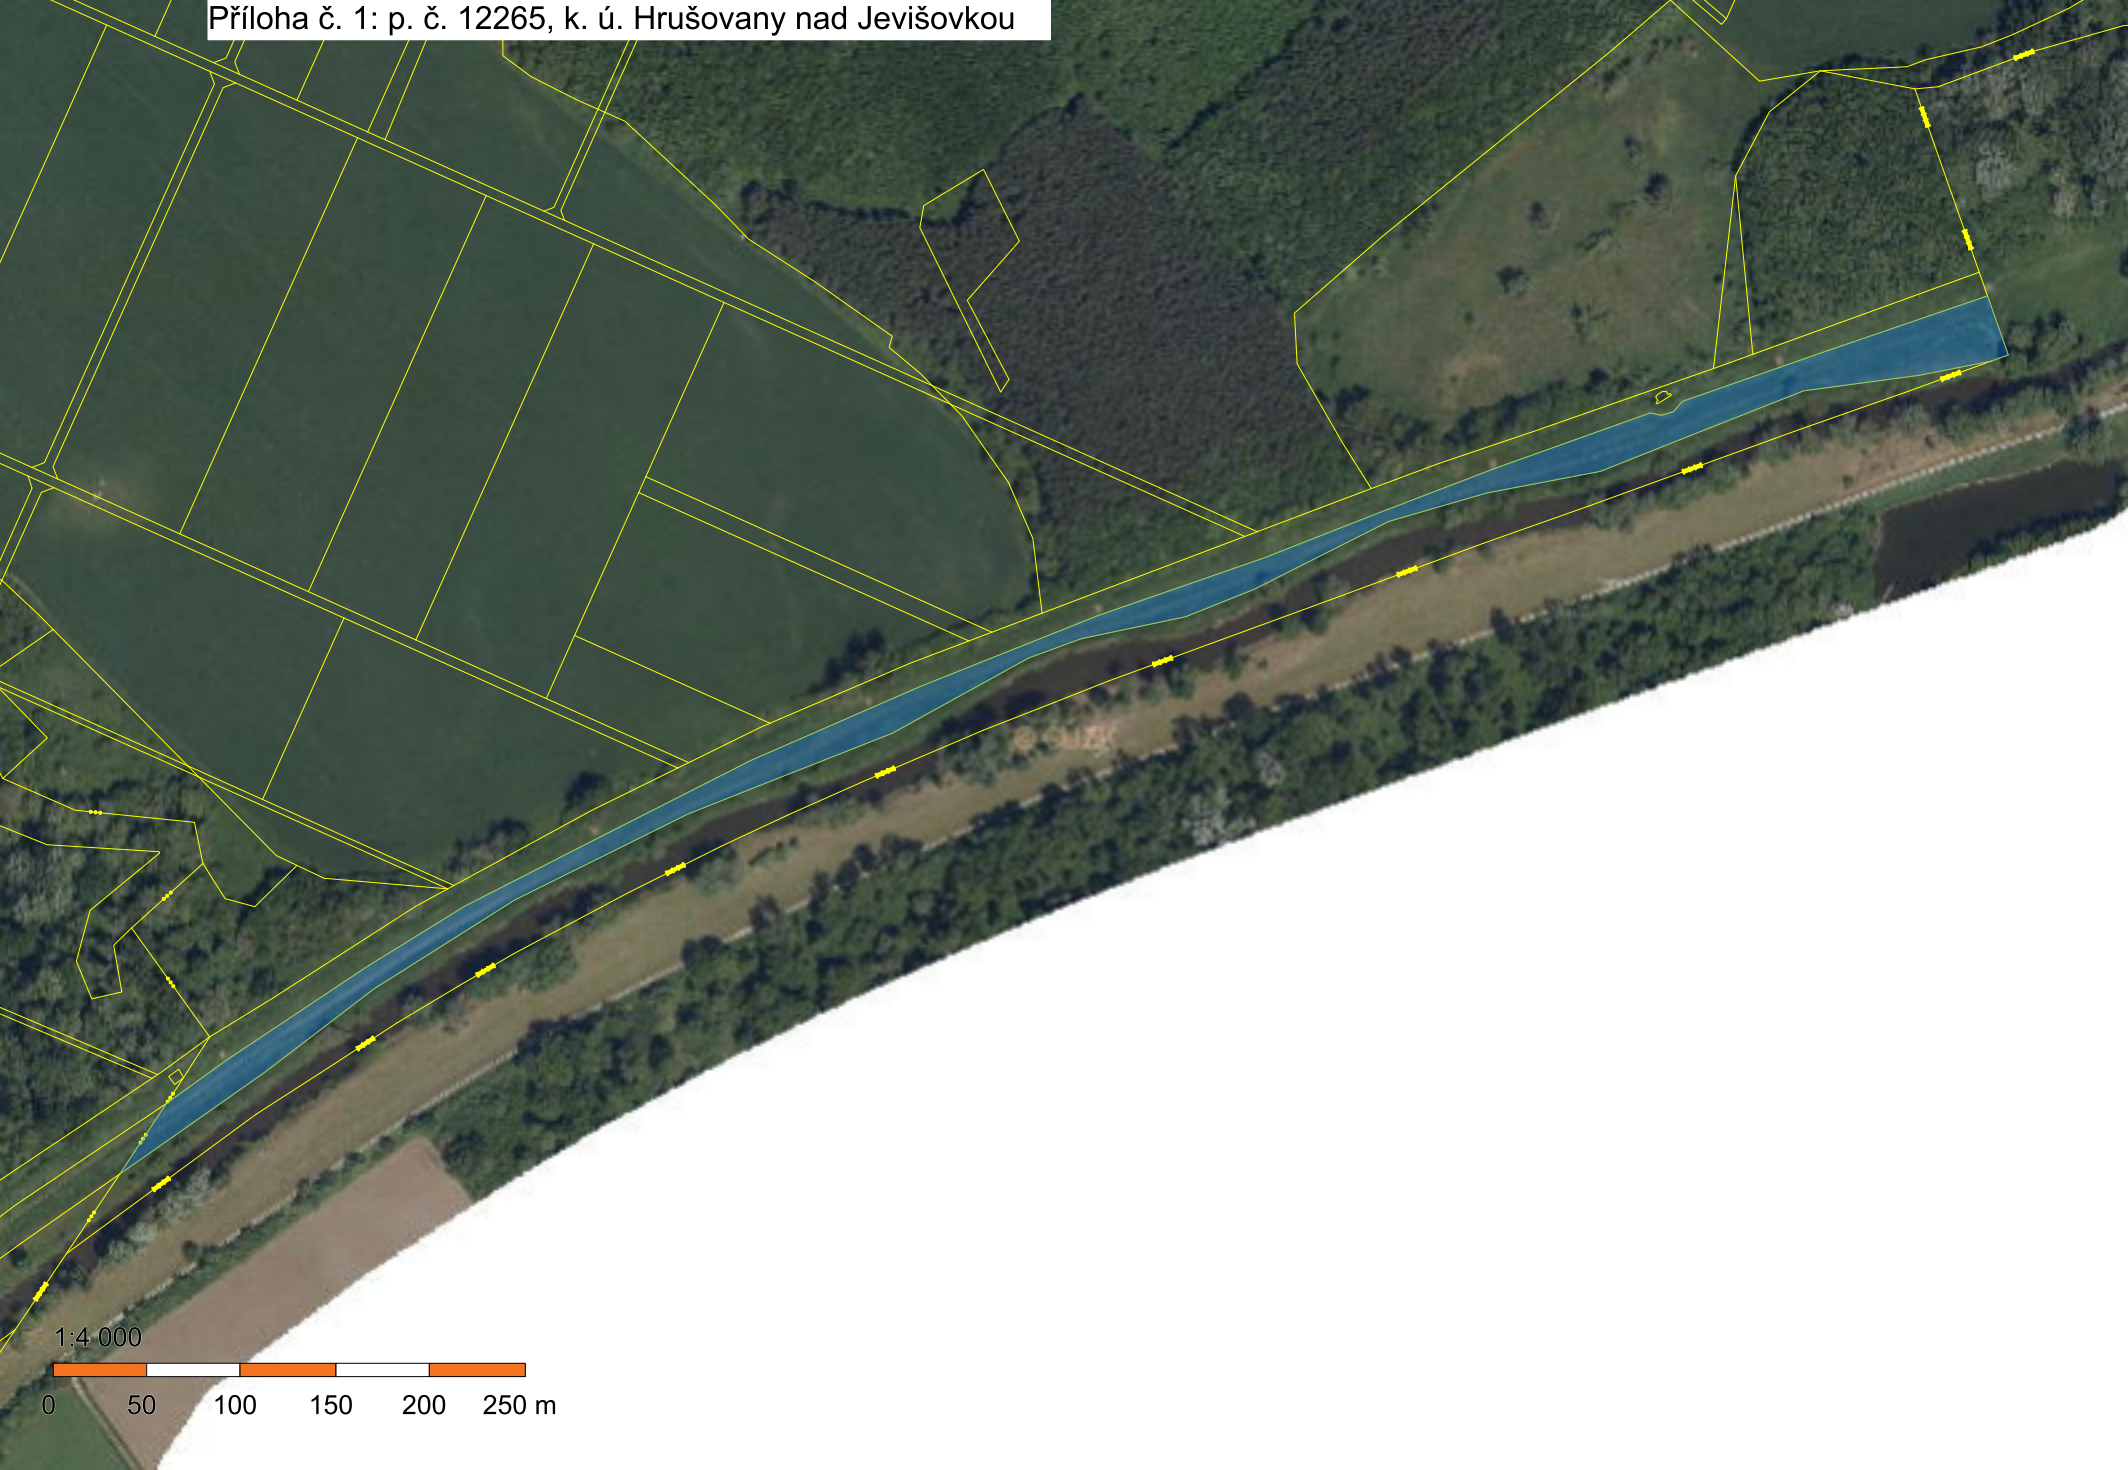 Příloha č. 1: p. č. 12265, k. ú. Hrušovany nad Jevišovkou
1:4 000
0 50 100 150 200 250 m